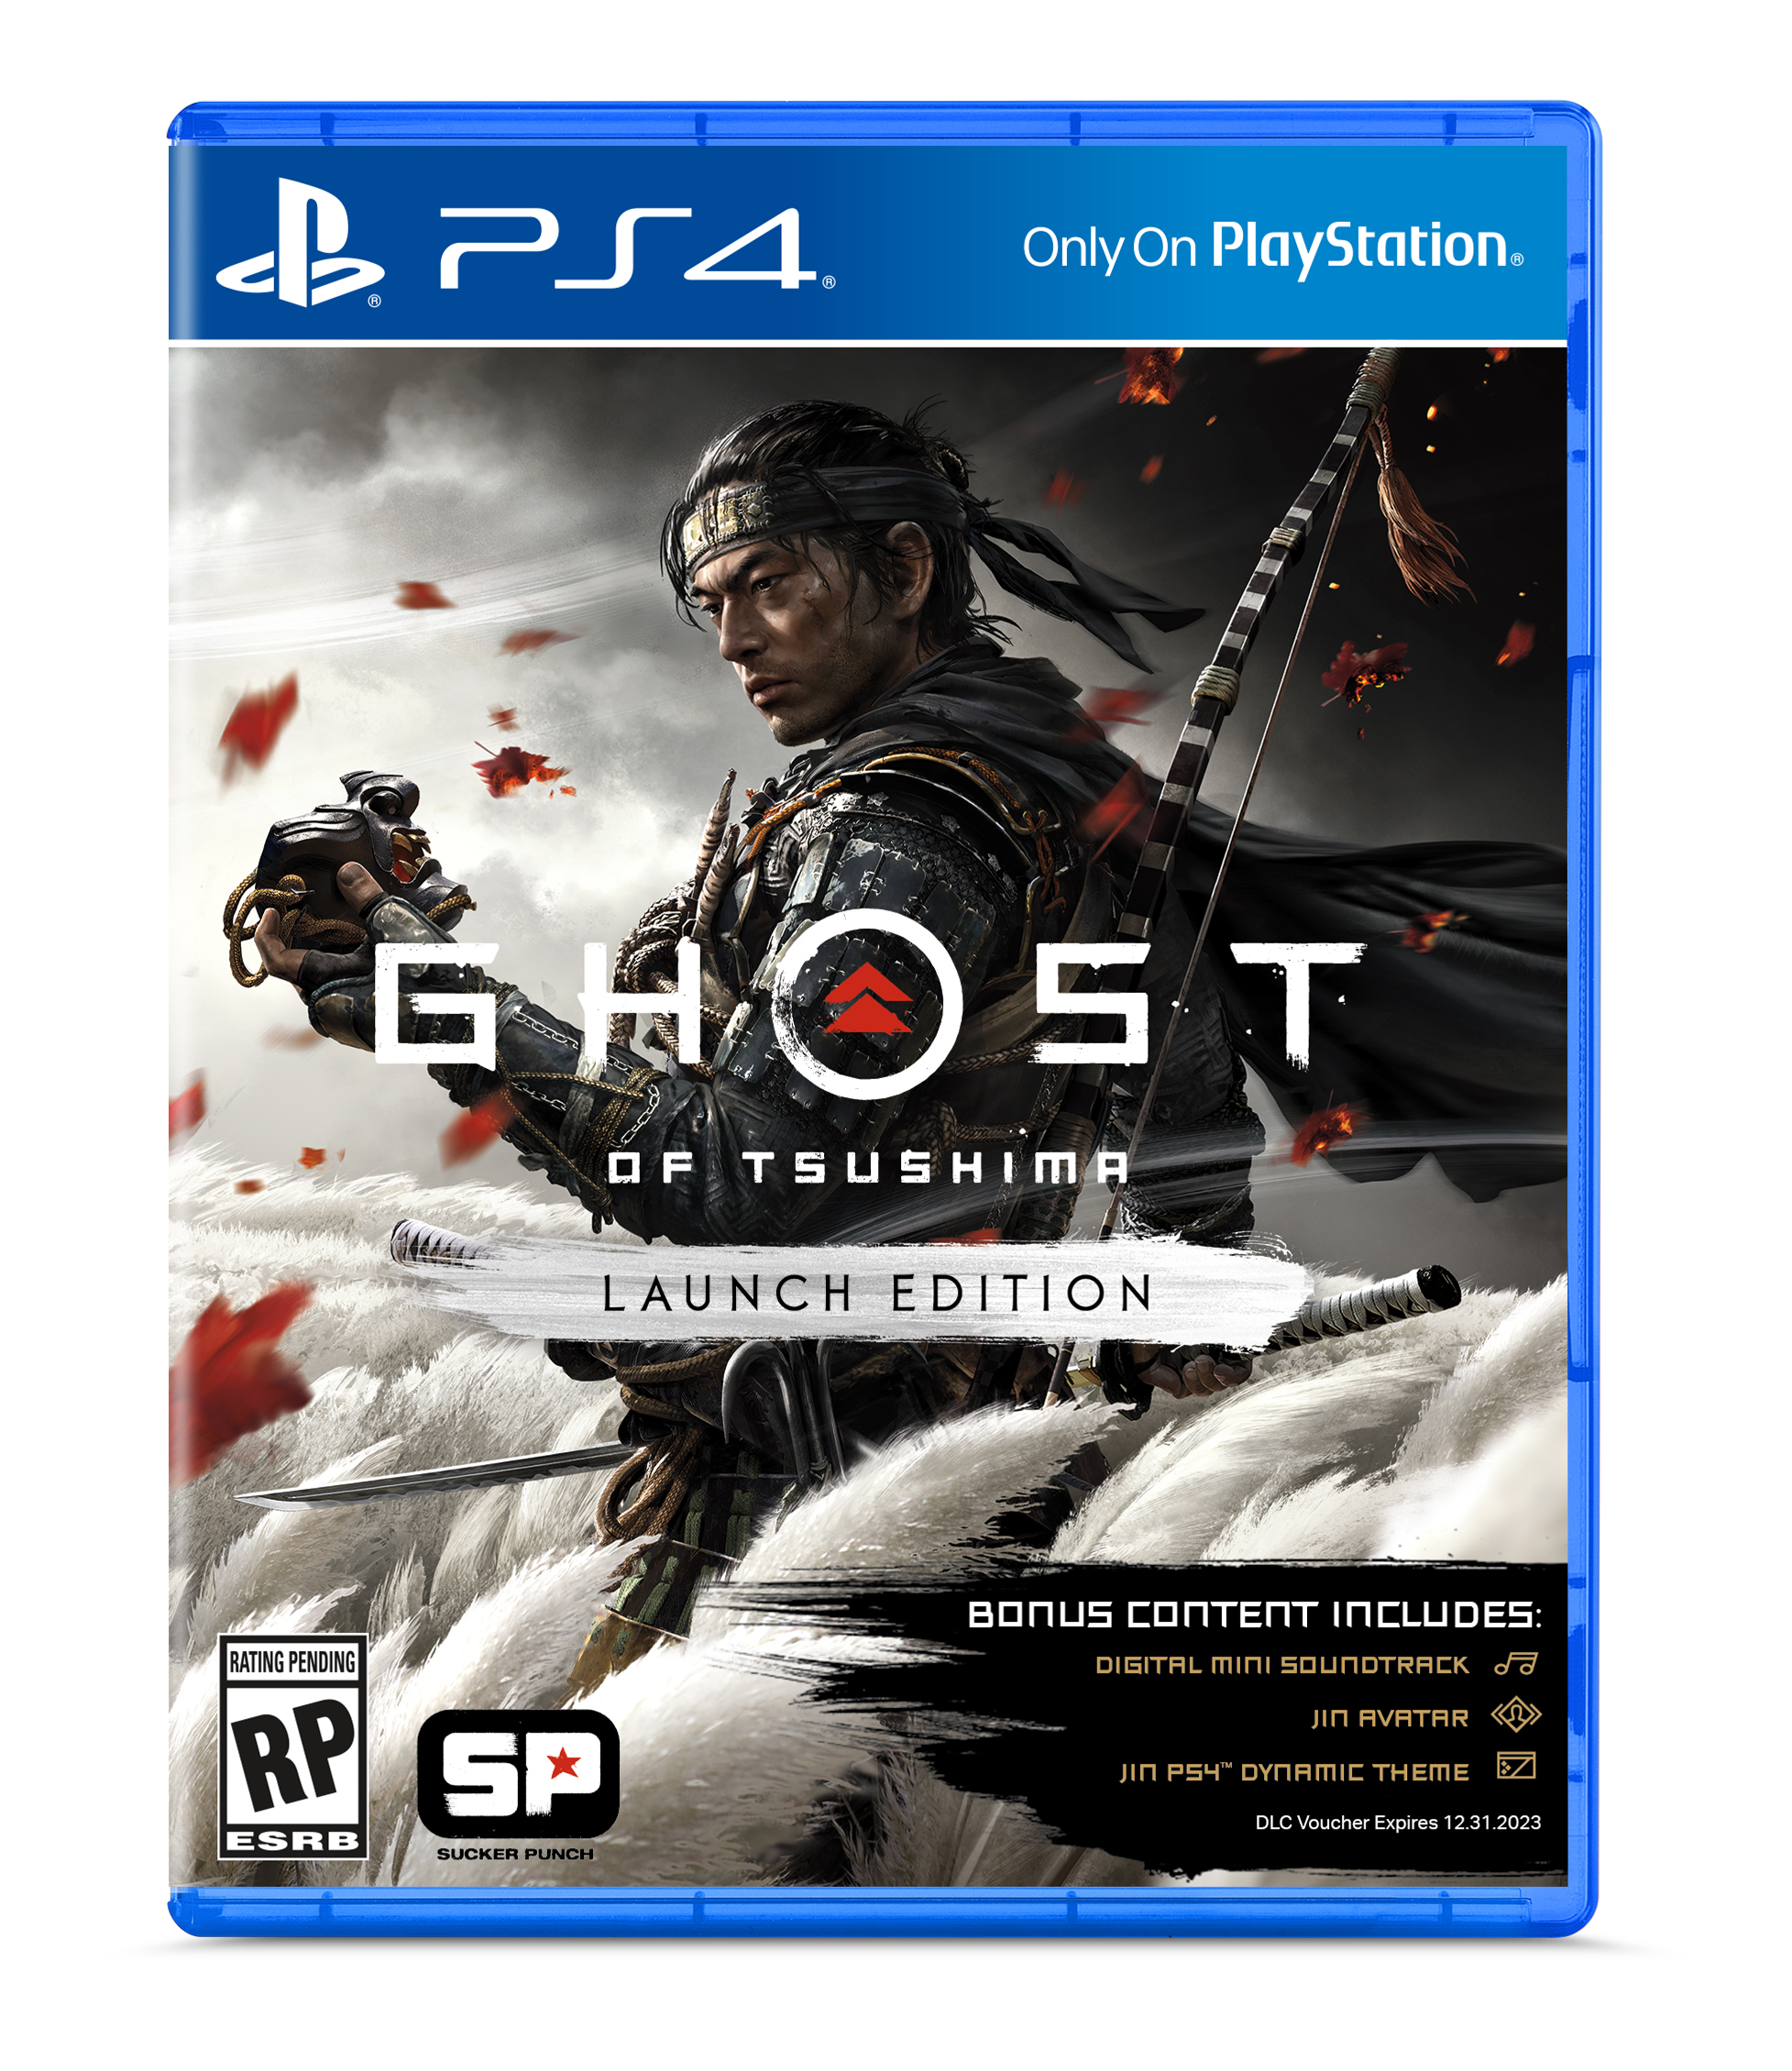 PS4®
Only On PlayStation®
GHOST
OF TSUSHIMA
LAUNCH EDITION
BONUS CONTENT INCLUDES:
DIGITAL MINI SOUNDTRACK
JIN AVATAR
JIN PS4™ DYNAMIC THEME
DLC Voucher Expires 12.31.2023
RATING PENDING
RP
ESRB
SP
SUCKER PUNCH